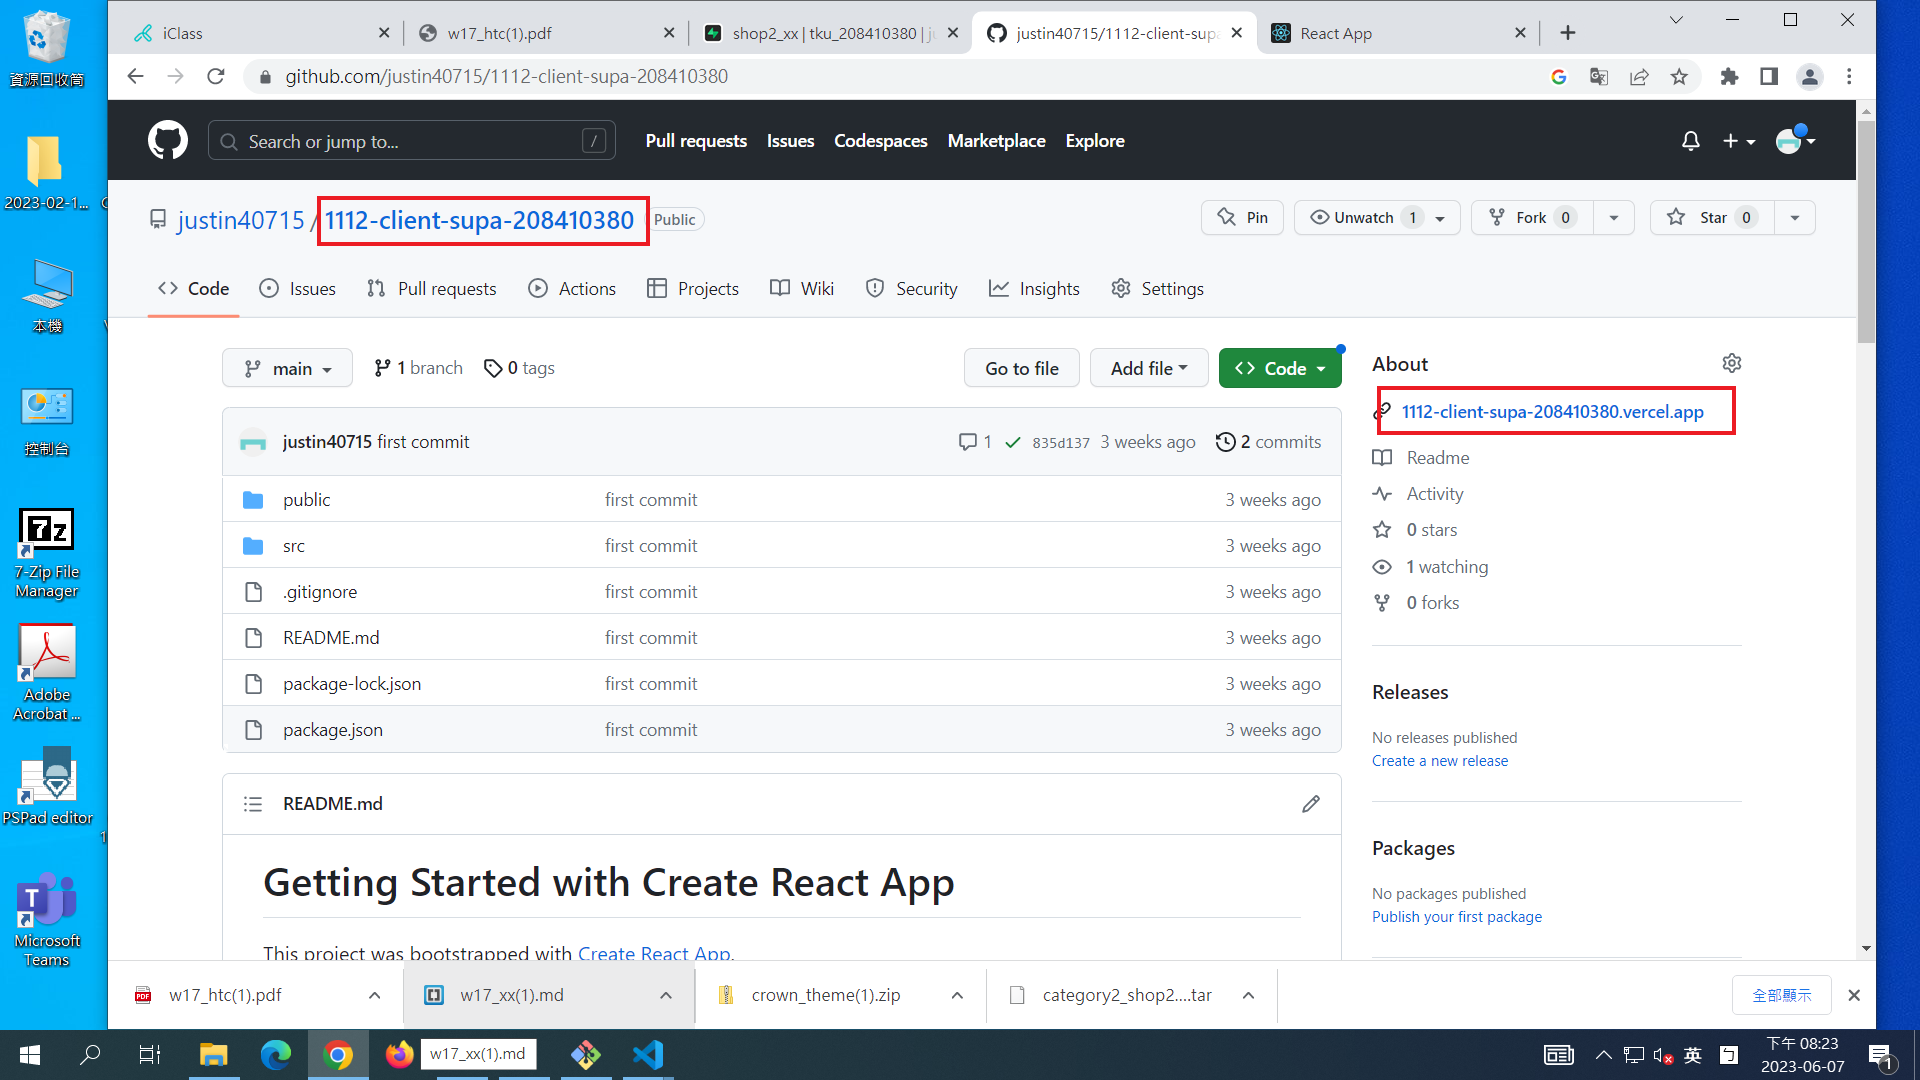 資源回收筒
2023-02-1...
本機
控制台
7-Zip File
Manager
Adobe
Acrobat ...
PSPad editor
Microsoft
Teams
iClass
w17_htc(1).pdf
shop2_xx | tku_208410380 | ju
justin40715/1112-client-supa
React App
github.com/justin40715/1112-client-supa-208410380
Search or jump to...
/
Pull requests
Issues
Codespaces
Marketplace
Explore
justin40715 / 1112-client-supa-208410380
Public
Pin
Unwatch 1
Fork 0
Star 0
Code
Issues
Pull requests
Actions
Projects
Wiki
Security
Insights
Settings
main
1 branch
0 tags
Go to file
Add file
Code
justin40715 first commit
1
835d137 3 weeks ago
2 commits
public first commit 3 weeks ago
src first commit 3 weeks ago
.gitignore first commit 3 weeks ago
README.md first commit 3 weeks ago
package-lock.json first commit 3 weeks ago
package.json first commit 3 weeks ago
README.md
Getting Started with Create React App
This project was bootstrapped with Create React App.
About
1112-client-supa-208410380.vercel.app
Readme
Activity
0 stars
1 watching
0 forks
Releases
No releases published
Create a new release
Packages
No packages published
Publish your first package
w17_htc(1).pdf
w17_xx(1).md
crown_theme(1).zip
category2_shop2....tar
全部顯示
w17_xx(1).md
英
ㄅ
下午 08:23
2023-06-07
1